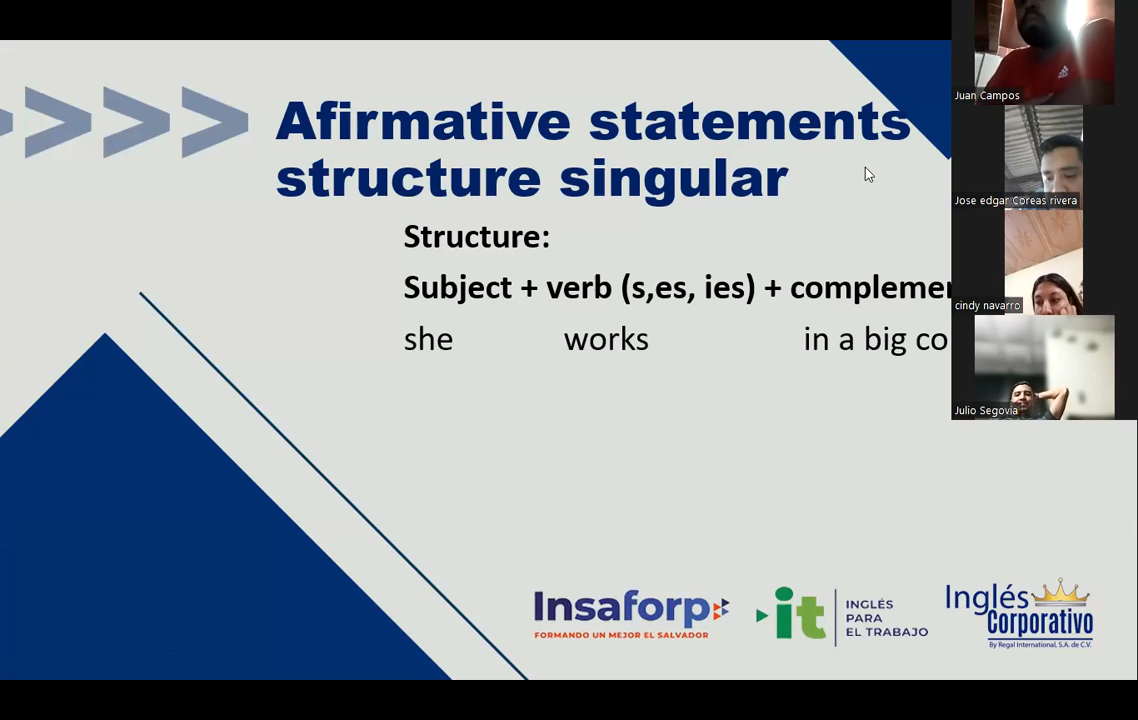 Afirmative statements
structure singular
Structure:
Subject + verb (s,es, ies) + complemen
she works in a big co
Juan Campos
Jose edgar Coreas rivera
cindy navarro
Julio Segovia
Insaforp
FORMANDO UN MEJOR EL SALVADOR
it
INGLÉS
PARA
EL TRABAJO
Inglés
Corporativo
By Regal International, S.A. de C.V.